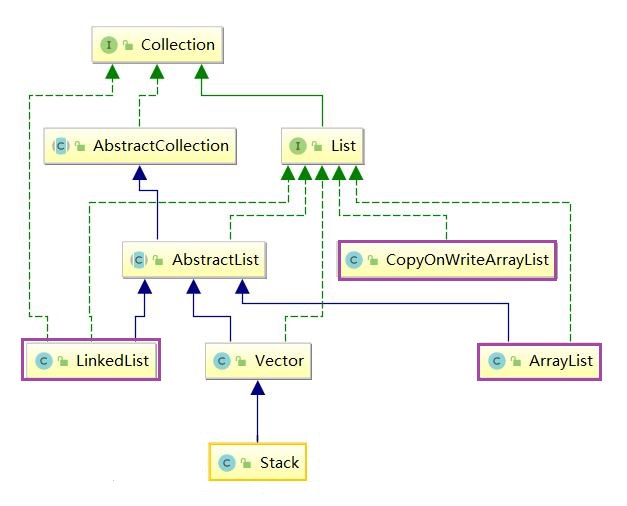 I Collection
C AbstractCollection
I List
C AbstractList
C CopyOnWriteArrayList
C LinkedList
C Vector
C ArrayList
C Stack